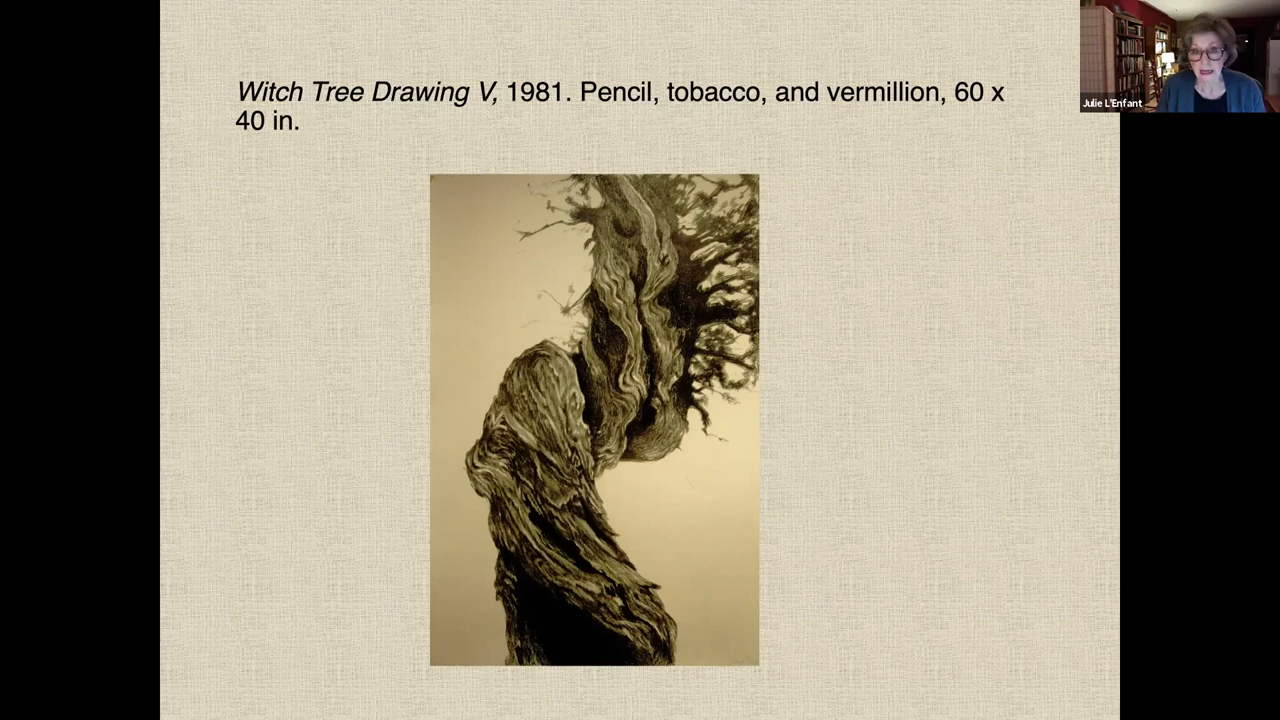 Witch Tree Drawing V, 1981. Pencil, tobacco, and vermillion, 60 x
40 in.
Julie L'Enfant